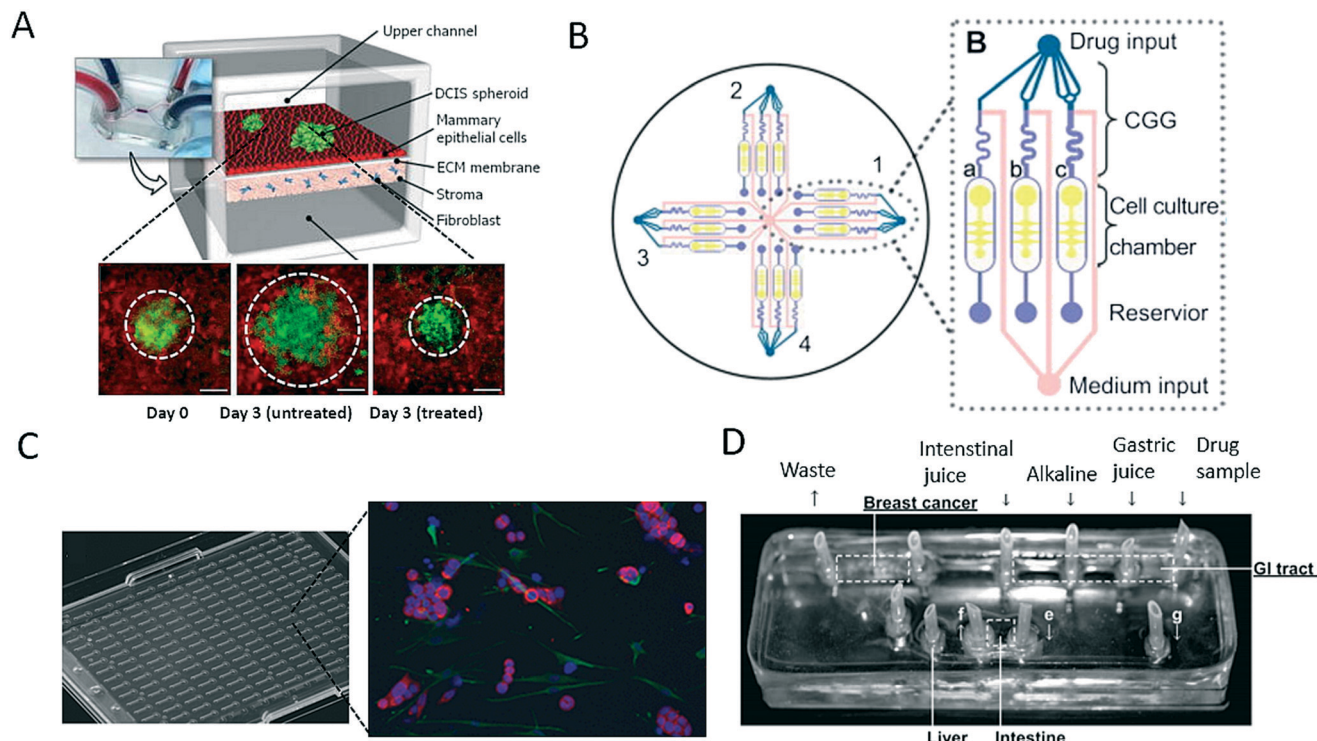 A
Upper channel
DCIS spheroid
Mammary
epithelial cells
ECM membrane
Stroma
Fibroblast
Day 0
Day 3 (untreated)
Day 3 (treated)
B
1
2
3
4
B
Drug input
CGG
a
b
c
Cell culture
chamber
Reservior
Medium input
C
D
Waste
Intenstinal
juice
Alkaline
Gastric
juice
Drug
sample
Breast cancer
GI tract
f
e
g
Liver
Intestine